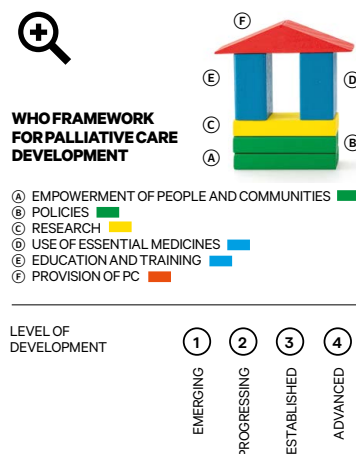 Ⓕ
Ⓔ
Ⓓ
Ⓒ
Ⓑ
Ⓐ
WHO FRAMEWORK
FOR PALLIATIVE CARE
DEVELOPMENT
Ⓐ EMPOWERMENT OF PEOPLE AND COMMUNITIES
Ⓑ POLICIES
Ⓒ RESEARCH
Ⓓ USE OF ESSENTIAL MEDICINES
Ⓔ EDUCATION AND TRAINING
Ⓕ PROVISION OF PC
LEVEL OF
DEVELOPMENT
1 2 3 4
EMERGING
PROGRESSING
ESTABLISHED
ADVANCED